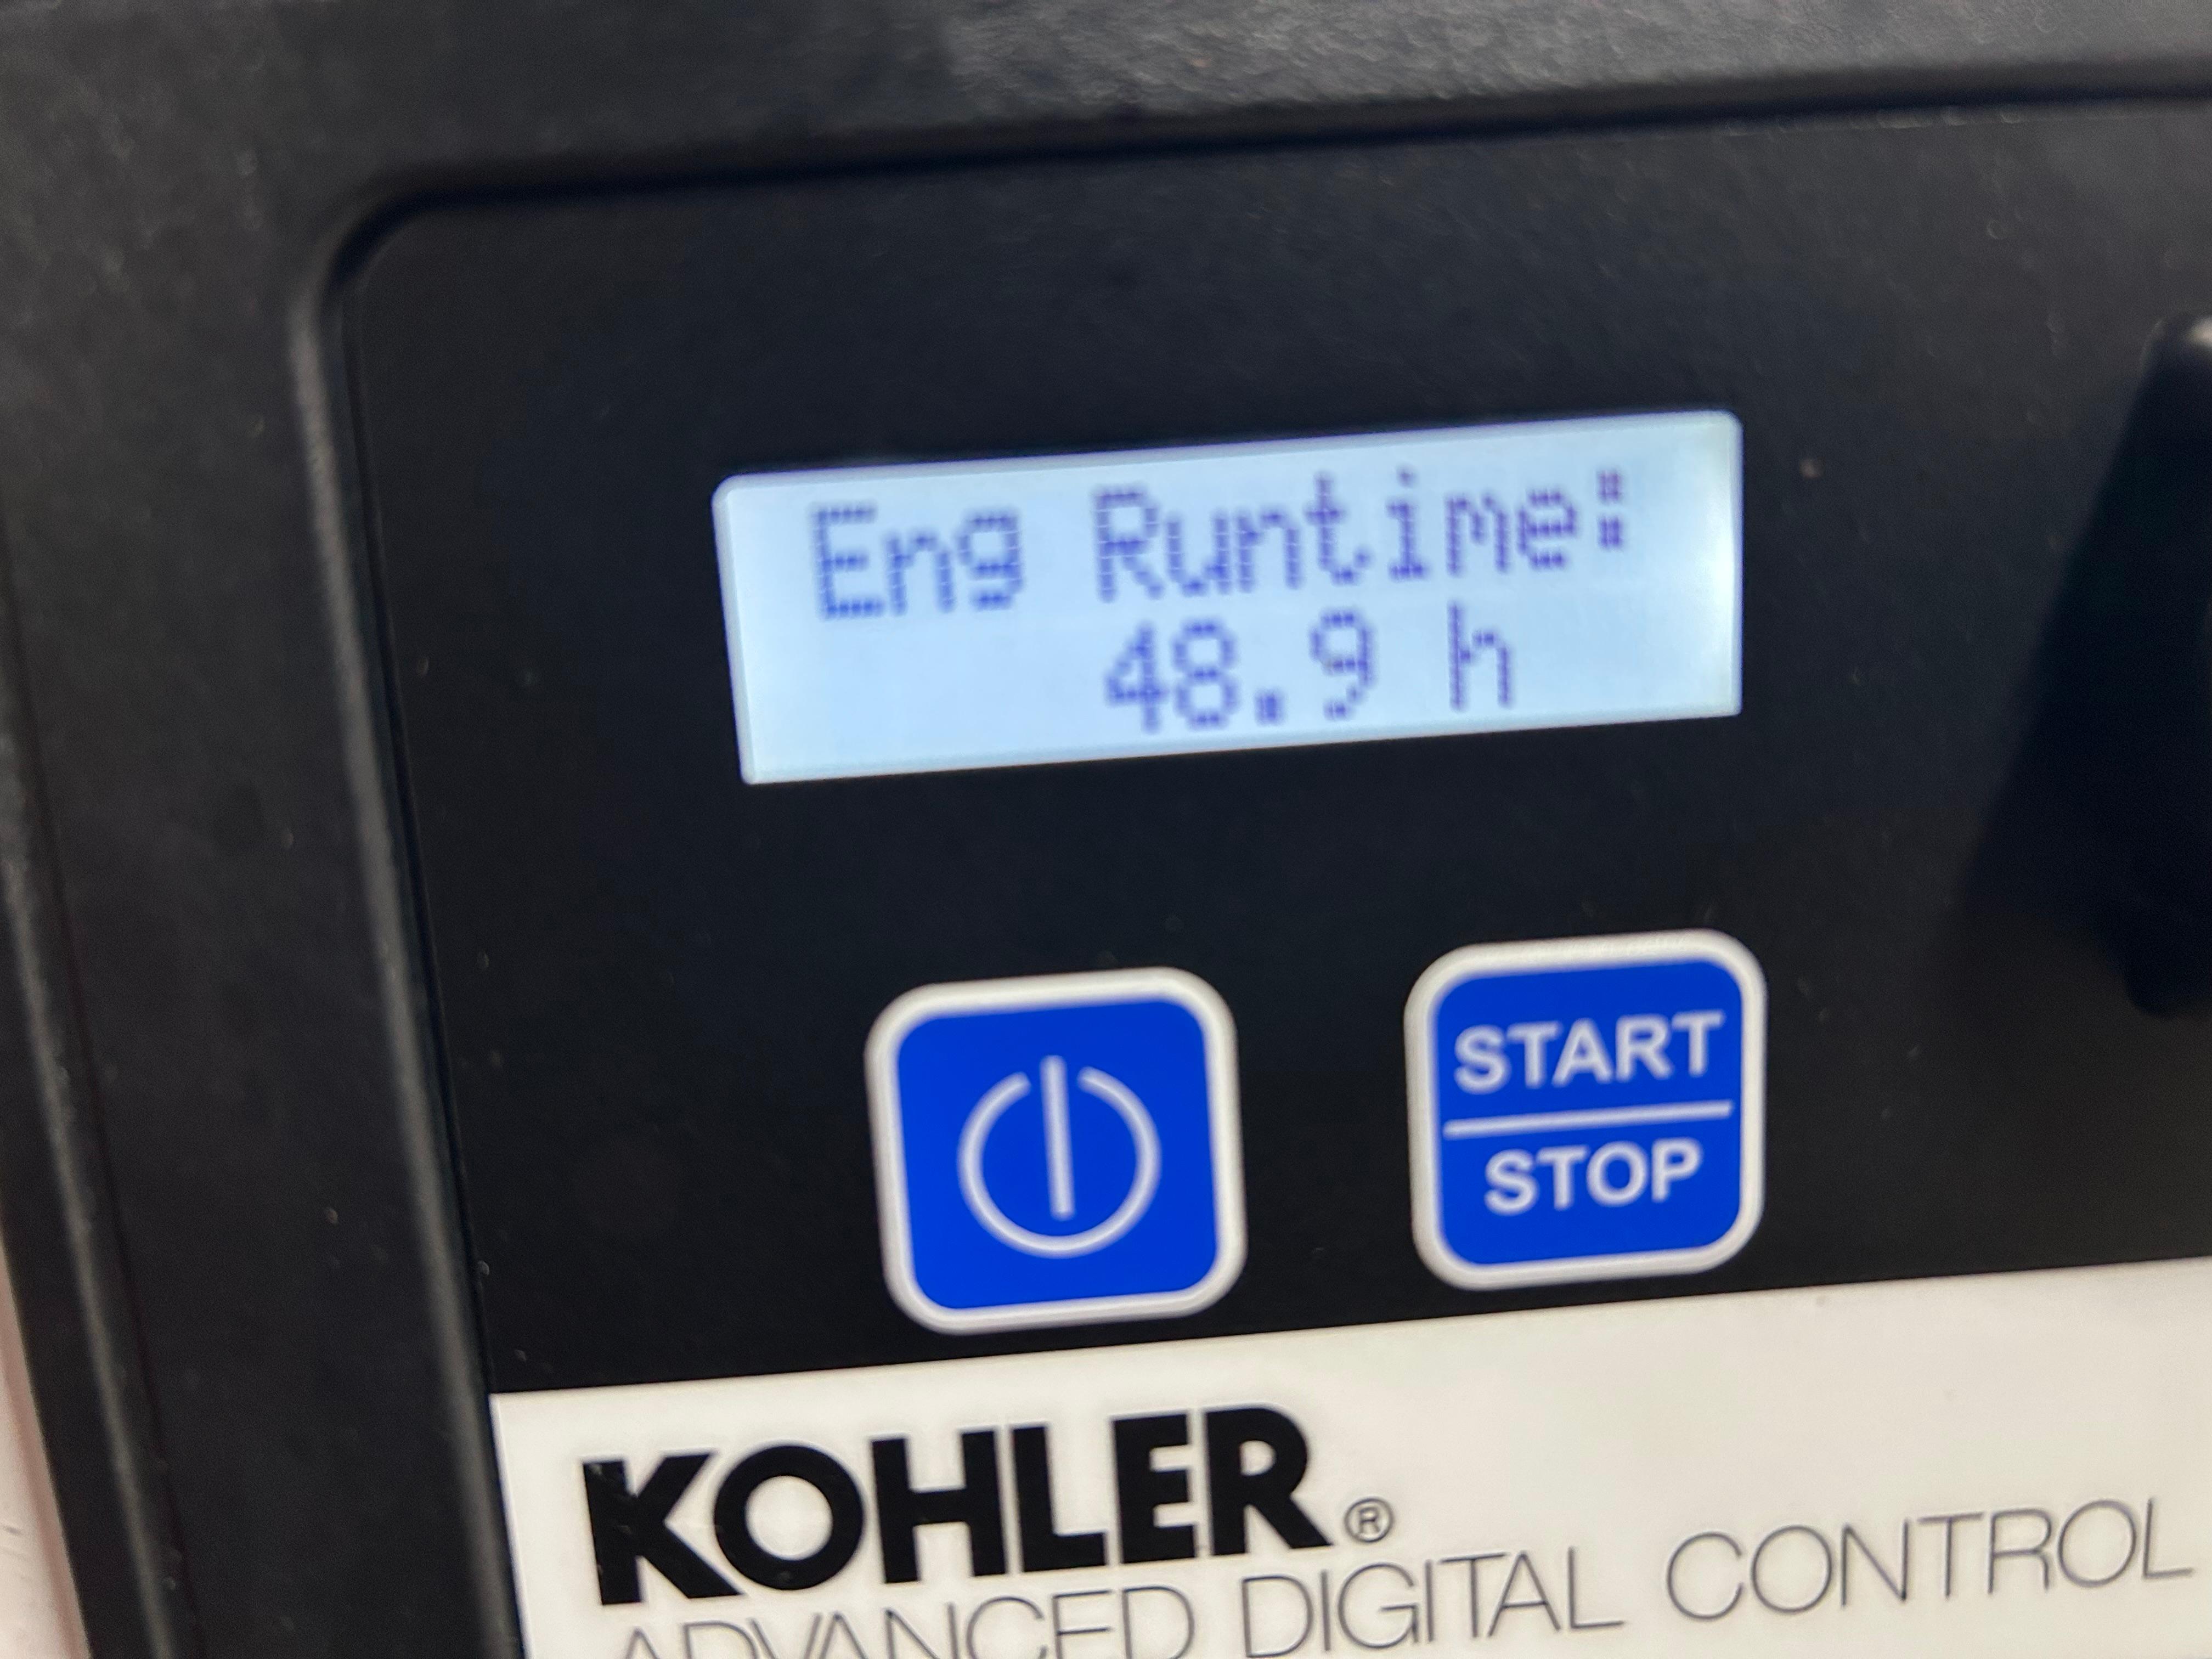 Eng Runtime:
48.9 h
START
STOP
KOHLER®
ADVANCED DIGITAL CONTROL